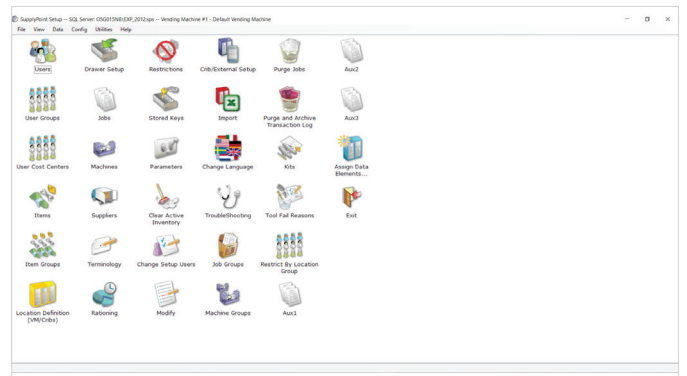 SupplyPoint Setup -- SQL Server: OSG015NB\EXP_2012:sps -- Vending Machine #1 - Default Vending Machine
File View Data Config Utilities Help
Users Drawer Setup Restrictions Crib/External Setup Purge Jobs Aux2
User Groups Jobs Stored Keys Import Purge and Archive Aux3
Transaction Log
User Cost Centers Machines Parameters Change Language Kits Assign Data
Elements...
Items Suppliers Clear Active TroubleShooting Tool Fail Reasons Exit
Inventory
Item Groups Terminology Change Setup Users Job Groups Restrict By Location
Group
Location Definition Rationing Modify Machine Groups Aux1
(VM/Cribs)